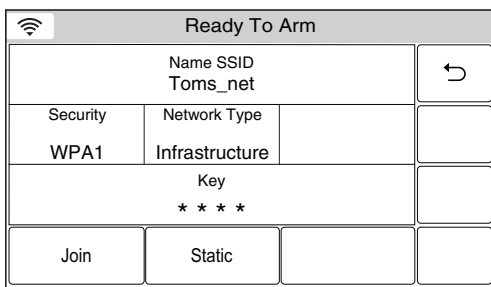 Ready To Arm
Name SSID
Toms_net
Security
Network Type
WPA1
Infrastructure
Key
* * * *
Join
Static